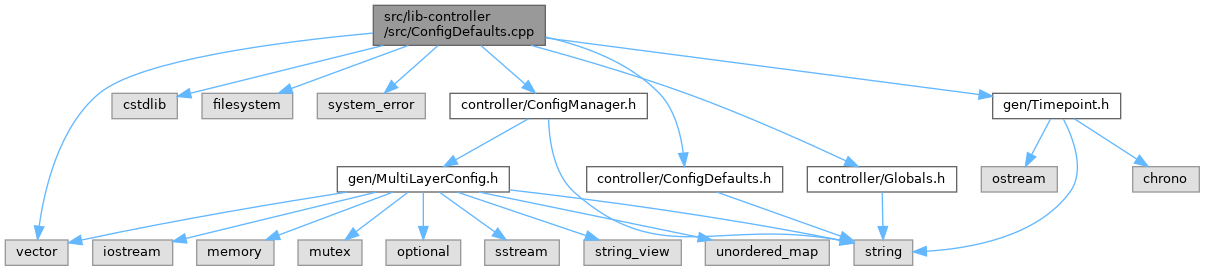 src/lib-controller
/src/ConfigDefaults.cpp
cstdlib
filesystem
system_error
controller/ConfigManager.h
gen/Timepoint.h
gen/MultiLayerConfig.h
controller/ConfigDefaults.h
controller/Globals.h
ostream
chrono
vector
iostream
memory
mutex
optional
sstream
string_view
unordered_map
string